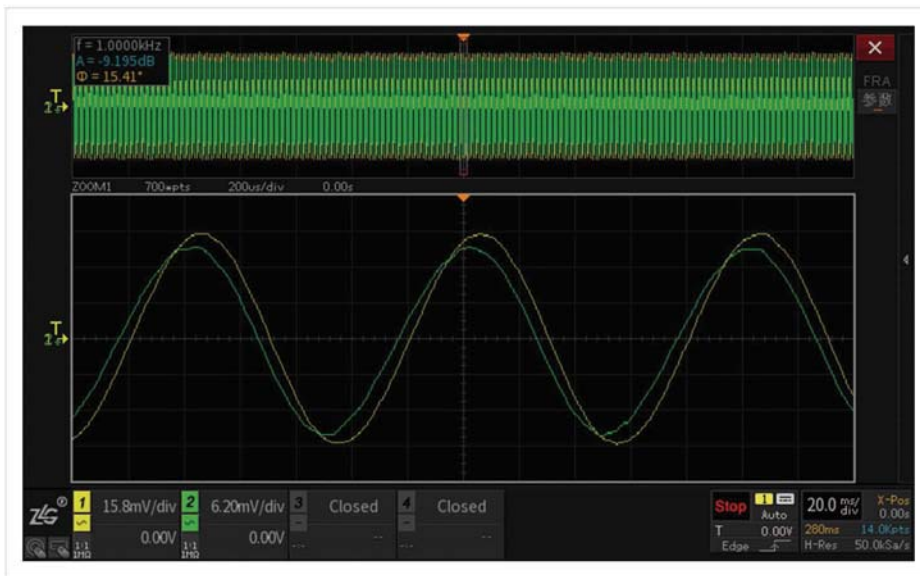 f = 1.0000kHz
A = -9.195dB
Φ = 15.41°
FRA
参数
ZOOM1 700*pts 200us/div 0.00s
T
T
ZLG®
1 15.8mV/div 0.00V 1:1 1MΩ
2 6.20mV/div 0.00V 1:1 1MΩ
3 Closed -- ---
4 Closed -- ---
Stop 1 Auto
T 0.00V
Edge
20.0 ms/div X-Pos 0.00s
280ms 14.0Kpts
H-Res 50.0kSa/s